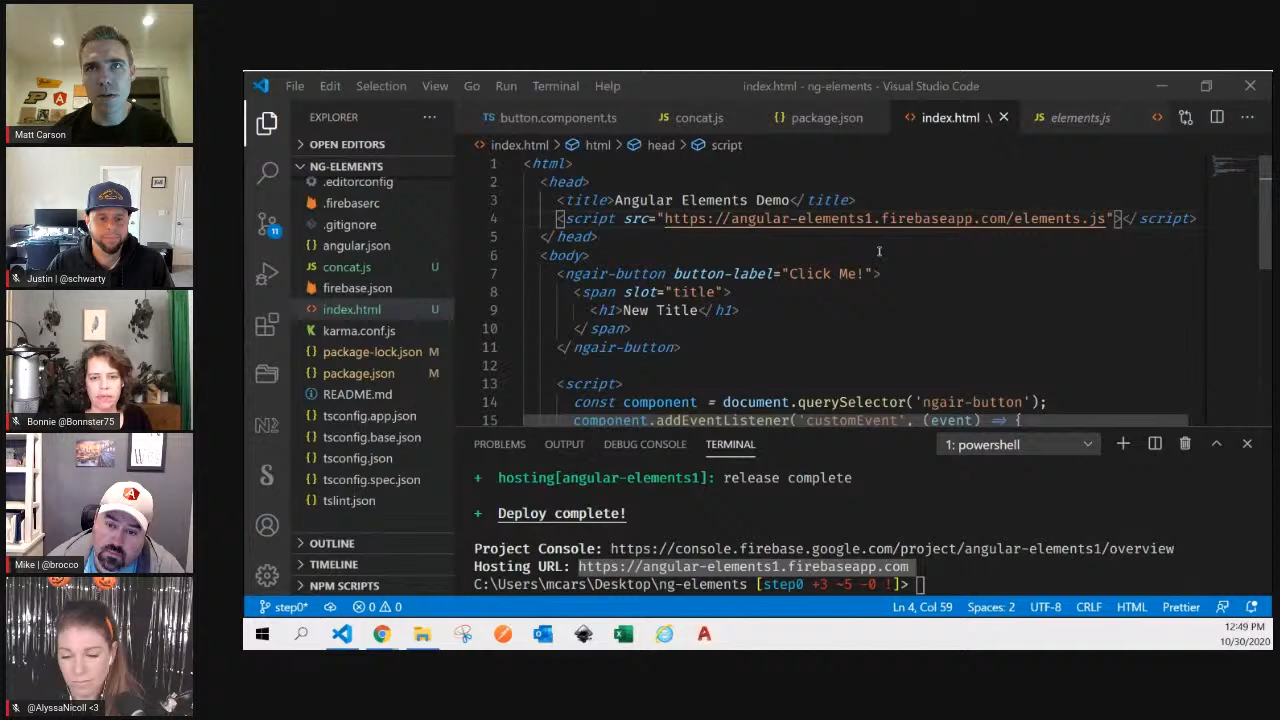 Matt Carson
Justin | @schwarty
Bonnie | @Bonnster75
Mike | @brocco
@AlyssaNicoll <3
File Edit Selection View Go Run Terminal Help
index.html - ng-elements - Visual Studio Code
EXPLORER
OPEN EDITORS
NG-ELEMENTS
.editorconfig
.firebaserc
.gitignore
angular.json
concat.js U
firebase.json
index.html U
karma.conf.js
package-lock.json M
package.json M
README.md
tsconfig.app.json
tsconfig.base.json
tsconfig.json
tsconfig.spec.json
tslint.json
OUTLINE
TIMELINE
NPM SCRIPTS
11
TS button.component.ts JS concat.js {} package.json index.html .\ JS elements.js
index.html > html > head > script
1 <html>
2 <head>
3 <title>Angular Elements Demo</title>
4 <script src="https://angular-elements1.firebaseapp.com/elements.js"></script>
5 </head>
6 <body>
7 <ngair-button button-label="Click Me!">
8 <span slot="title">
9 <h1>New Title</h1>
10 </span>
11 </ngair-button>
12
13 <script>
14 const component = document.querySelector('ngair-button');
15 component.addEventListener('customEvent', (event) => {
PROBLEMS OUTPUT DEBUG CONSOLE TERMINAL 1: powershell
+ hosting[angular-elements1]: release complete
+ Deploy complete!
Project Console: https://console.firebase.google.com/project/angular-elements1/overview
Hosting URL: https://angular-elements1.firebaseapp.com
C:\Users\mcars\Desktop\ng-elements [step0 +3 ~5 -0 !]>
step0* 0 0 Ln 4, Col 59 Spaces: 2 UTF-8 CRLF HTML Prettier
12:49 PM
10/30/2020